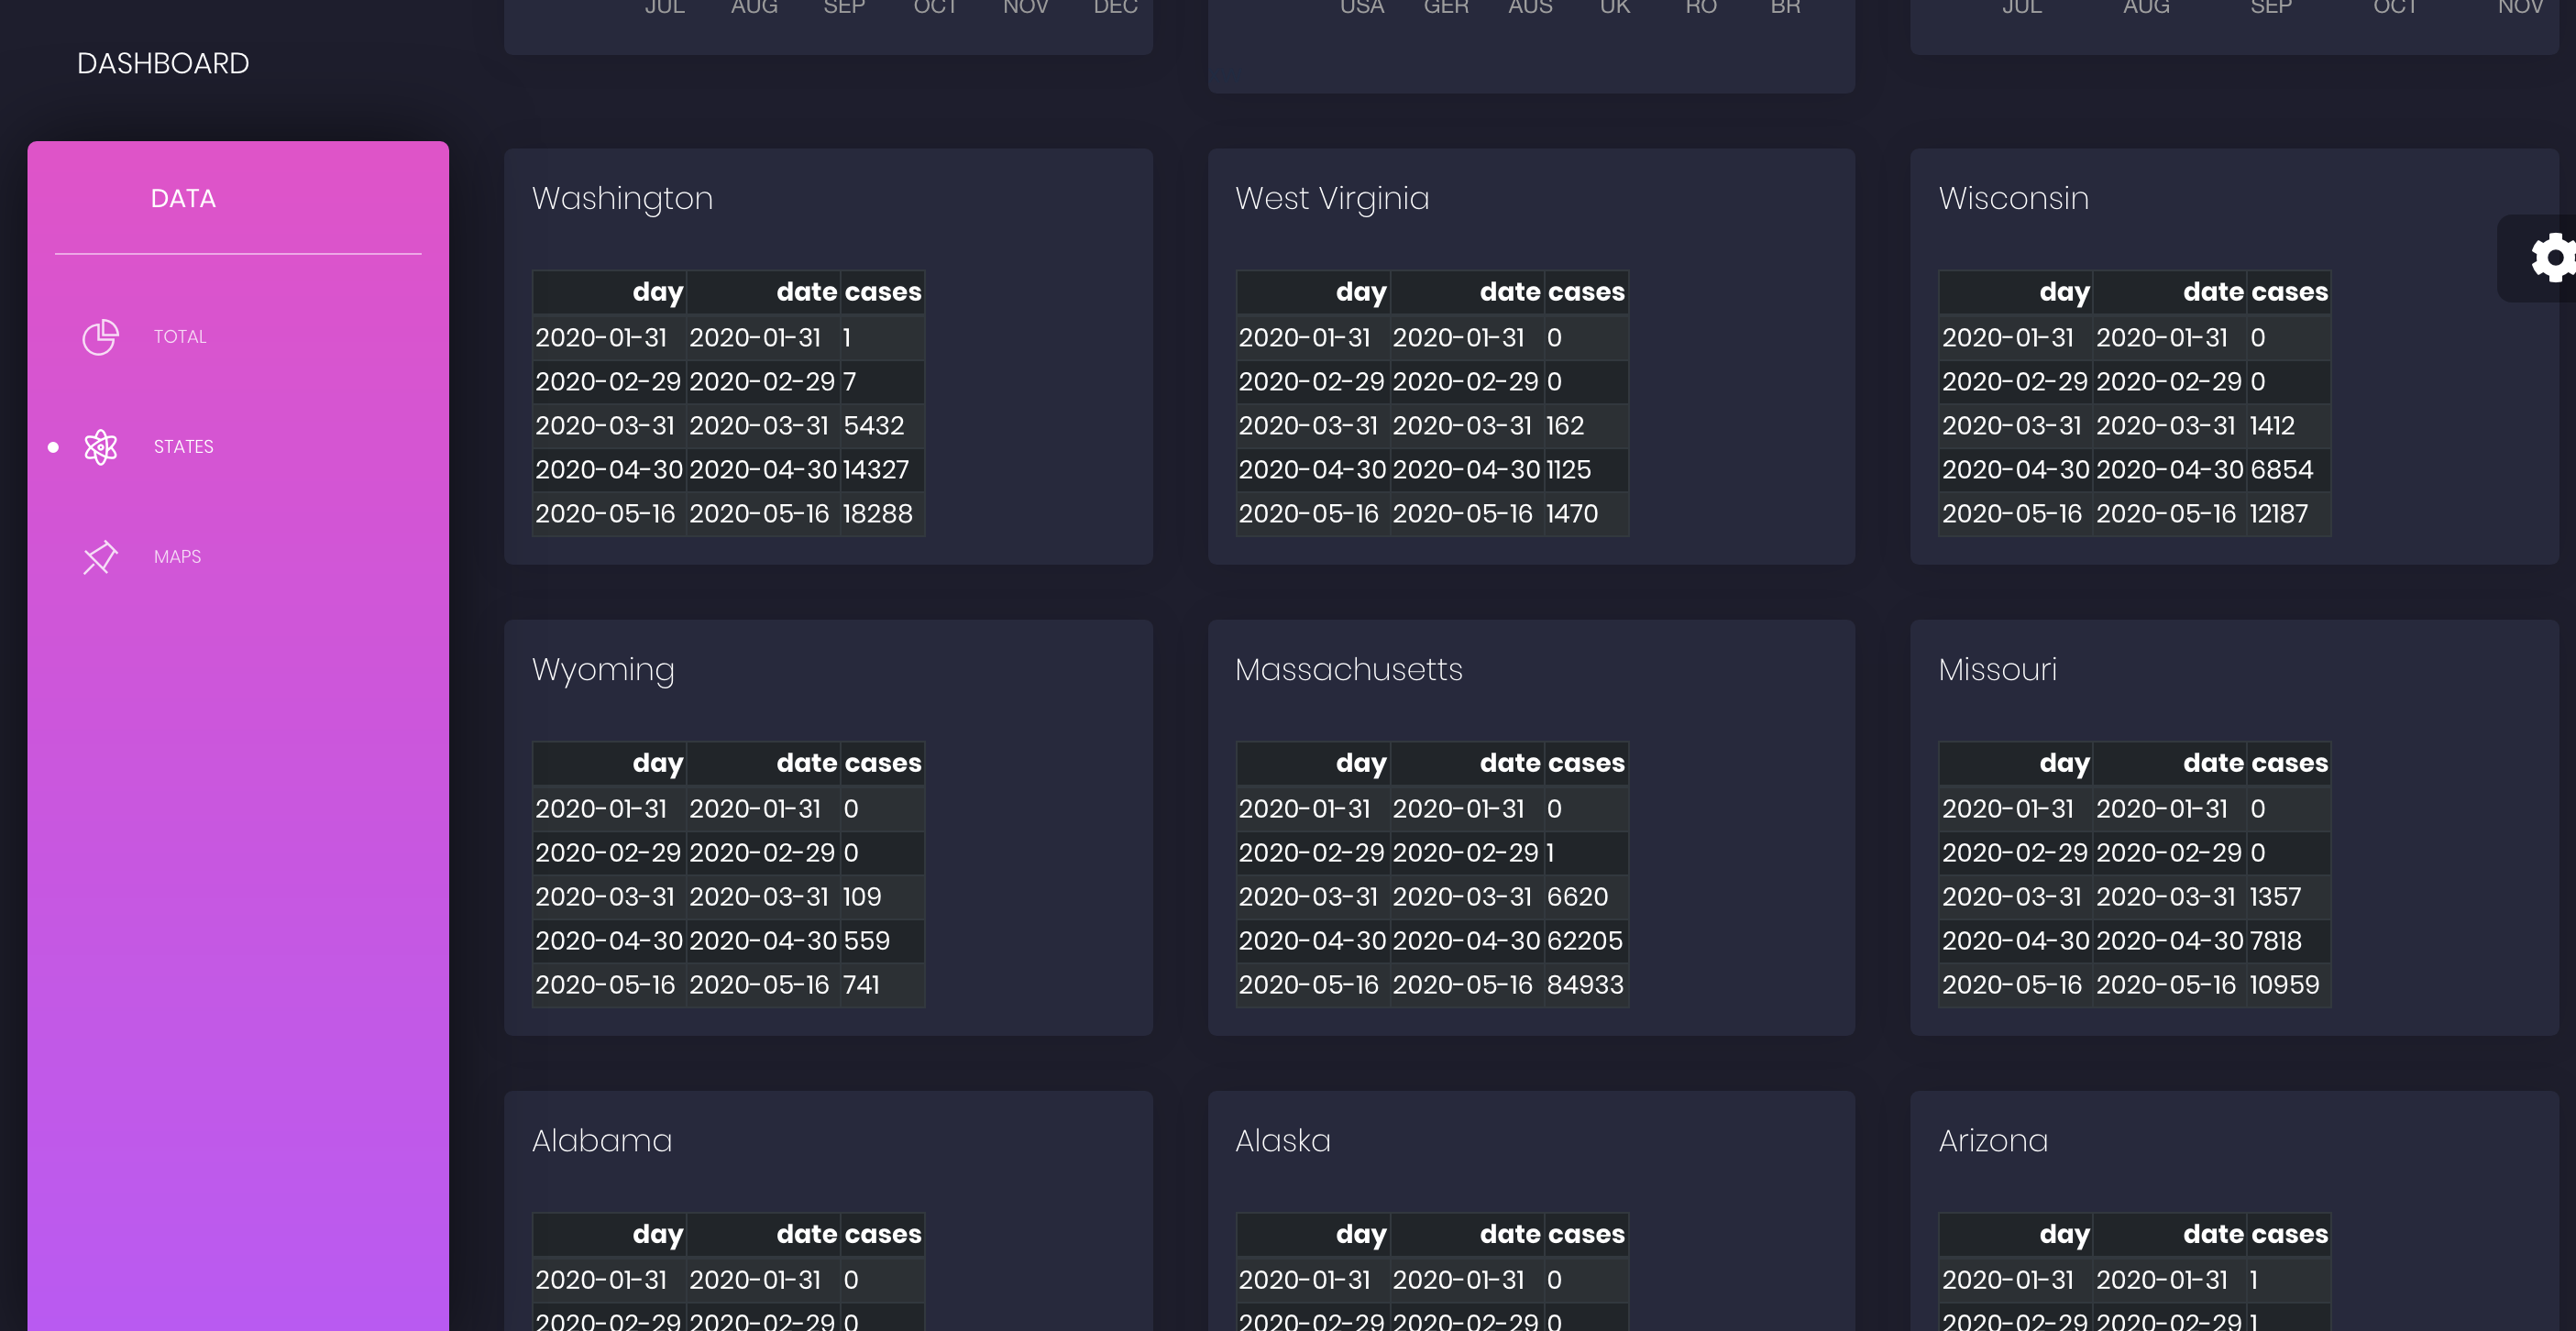 JUL AUG SEP OCT NOV DEC
USA GER AUS UK RO BR
JUL AUG SEP OCT NOV
DASHBOARD
DATA
TOTAL
STATES
MAPS
Washington
day date cases
2020-01-31 2020-01-31 1
2020-02-29 2020-02-29 7
2020-03-31 2020-03-31 5432
2020-04-30 2020-04-30 14327
2020-05-16 2020-05-16 18288
West Virginia
day date cases
2020-01-31 2020-01-31 0
2020-02-29 2020-02-29 0
2020-03-31 2020-03-31 162
2020-04-30 2020-04-30 1125
2020-05-16 2020-05-16 1470
Wisconsin
day date cases
2020-01-31 2020-01-31 0
2020-02-29 2020-02-29 0
2020-03-31 2020-03-31 1412
2020-04-30 2020-04-30 6854
2020-05-16 2020-05-16 12187
Wyoming
day date cases
2020-01-31 2020-01-31 0
2020-02-29 2020-02-29 0
2020-03-31 2020-03-31 109
2020-04-30 2020-04-30 559
2020-05-16 2020-05-16 741
Massachusetts
day date cases
2020-01-31 2020-01-31 0
2020-02-29 2020-02-29 1
2020-03-31 2020-03-31 6620
2020-04-30 2020-04-30 62205
2020-05-16 2020-05-16 84933
Missouri
day date cases
2020-01-31 2020-01-31 0
2020-02-29 2020-02-29 0
2020-03-31 2020-03-31 1357
2020-04-30 2020-04-30 7818
2020-05-16 2020-05-16 10959
Alabama
day date cases
2020-01-31 2020-01-31 0
2020-02-29 2020-02-29 0
Alaska
day date cases
2020-01-31 2020-01-31 0
2020-02-29 2020-02-29 0
Arizona
day date cases
2020-01-31 2020-01-31 1
2020-02-29 2020-02-29 1